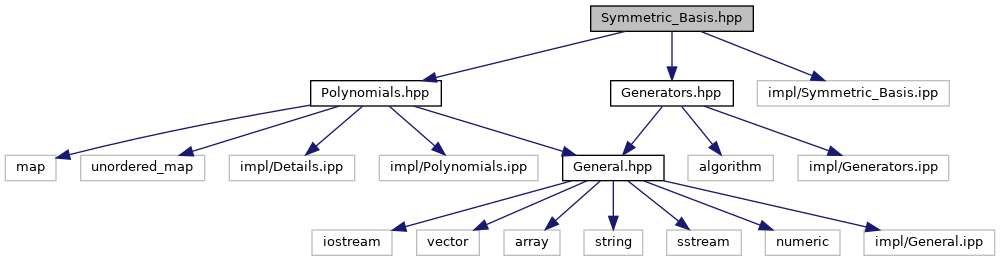 Symmetric_Basis.hpp
Polynomials.hpp
Generators.hpp
impl/Symmetric_Basis.ipp
map
unordered_map
impl/Details.ipp
impl/Polynomials.ipp
General.hpp
algorithm
impl/Generators.ipp
iostream
vector
array
string
sstream
numeric
impl/General.ipp